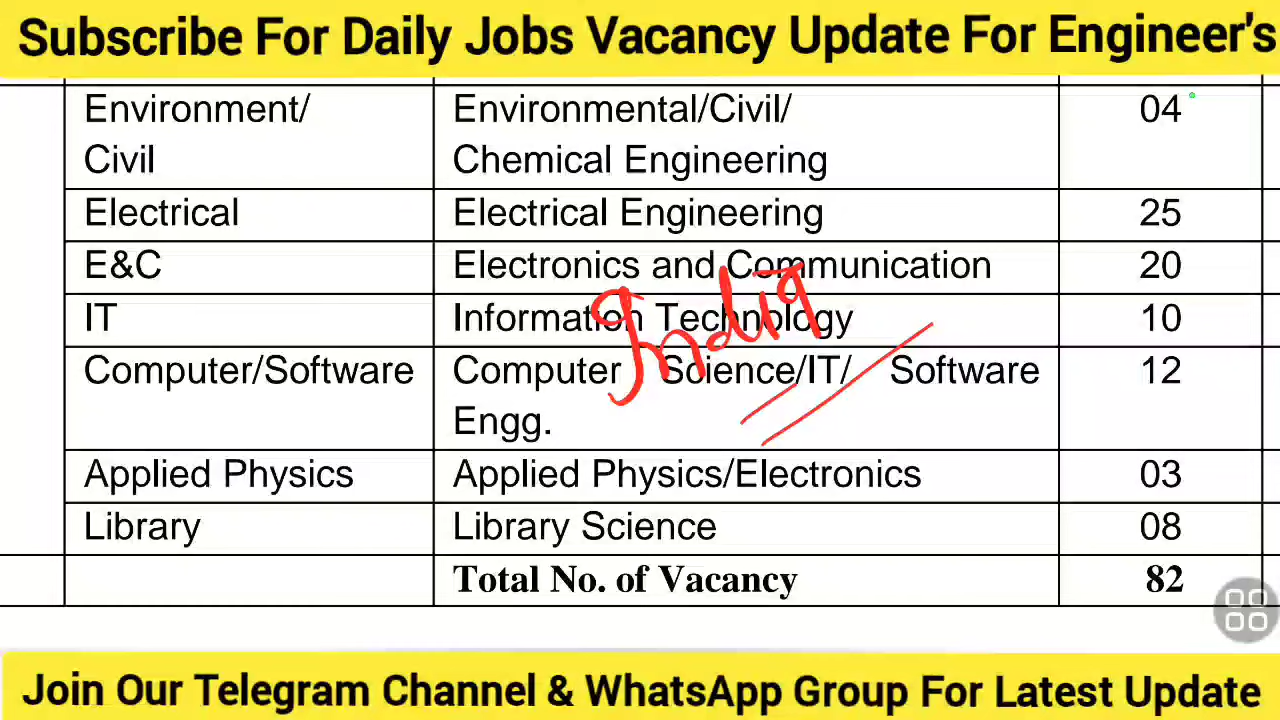 Subscribe For Daily Jobs Vacancy Update For Engineer's
Environment/ Environmental/Civil/ 04
Civil Chemical Engineering
Electrical Electrical Engineering 25
E&C Electronics and Communication 20
IT Information Technology 10
India
Computer/Software Computer Science/IT/ Software 12
Engg.
Applied Physics Applied Physics/Electronics 03
Library Library Science 08
Total No. of Vacancy 82
Join Our Telegram Channel & WhatsApp Group For Latest Update